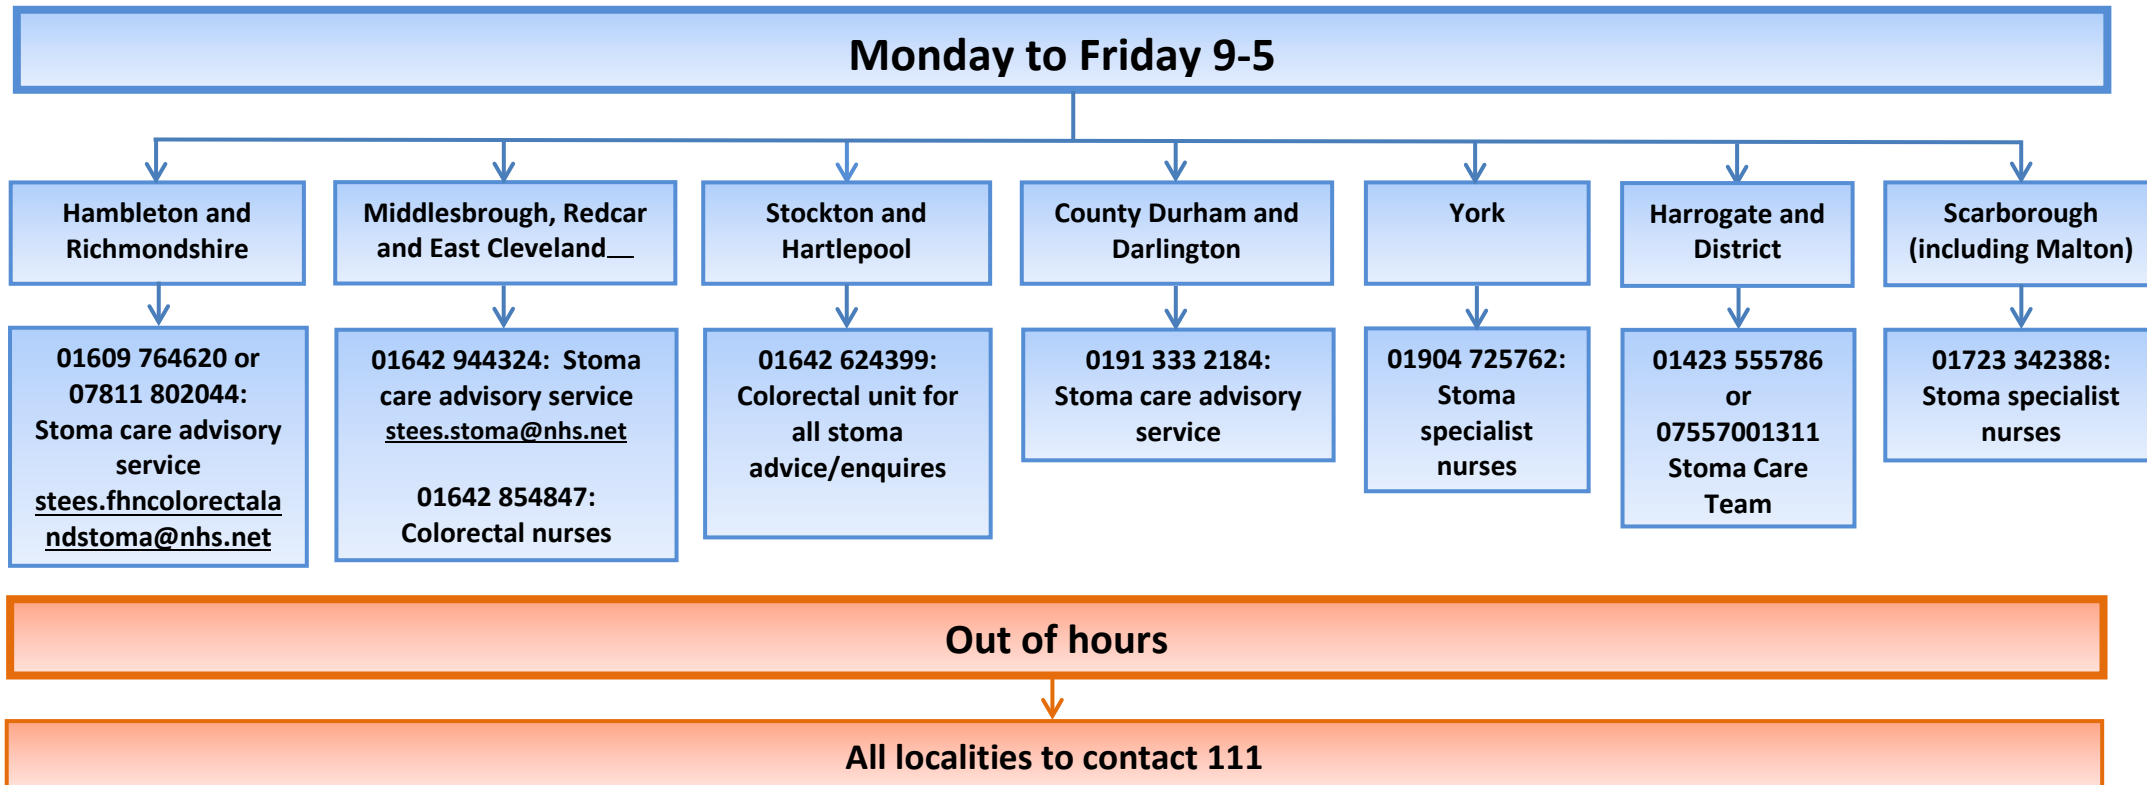 Monday to Friday 9-5
Hambleton and
Richmondshire
Middlesbrough, Redcar
and East Cleveland
Stockton and
Hartlepool
County Durham and
Darlington
York
Harrogate and
District
Scarborough
(including Malton)
01609 764620 or
07811 802044:
Stoma care advisory
service
stees.fhncolorectala
ndstoma@nhs.net
01642 944324:  Stoma
care advisory service
stees.stoma@nhs.net
01642 854847:
Colorectal nurses
01642 624399:
Colorectal unit for
all stoma
advice/enquires
0191 333 2184:
Stoma care advisory
service
01904 725762:
Stoma
specialist
nurses
01423 555786
or
07557001311
Stoma Care
Team
01723 342388:
Stoma specialist
nurses
Out of hours
All localities to contact 111